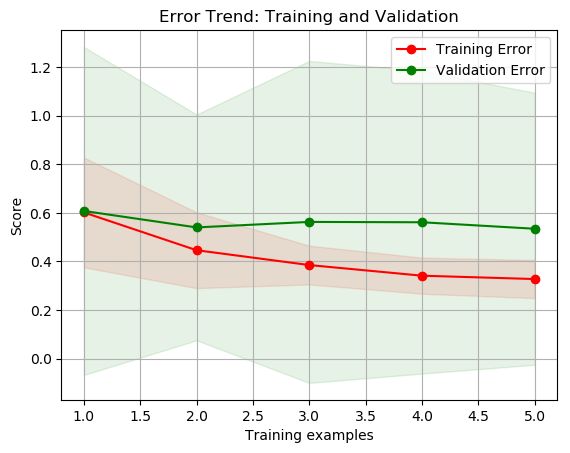 Error Trend: Training and Validation
Training Error
Validation Error
Score
1.2
1.0
0.8
0.6
0.4
0.2
0.0
1.0 1.5 2.0 2.5 3.0 3.5 4.0 4.5 5.0
Training examples